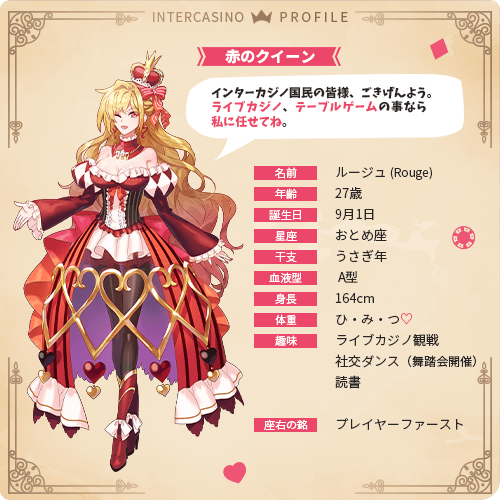 INTERCASINO PROFILE
赤のクイーン
インターカジノ国民の皆様、ごきげんよう。
ライブカジノ、テーブルゲームの事なら
私に任せてね。
名前 ルージュ (Rouge)
年齢 27歳
誕生日 9月1日
星座 おとめ座
干支 うさぎ年
血液型 A型
身長 164cm
体重 ひ・み・つ♡
趣味 ライブカジノ観戦
社交ダンス（舞踏会開催）
読書
座右の銘 プレイヤーファースト